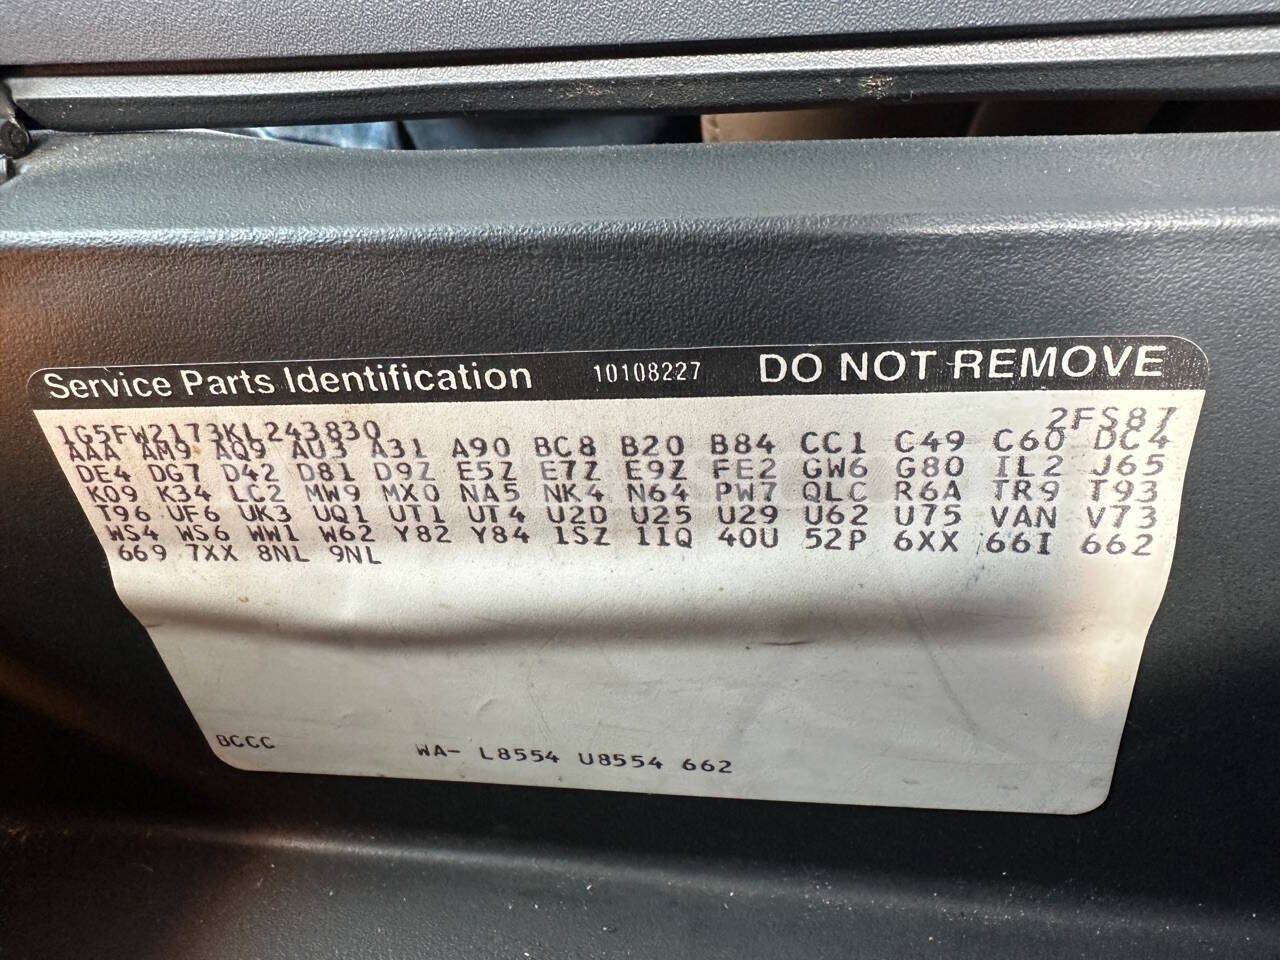 Service Parts Identification 10108227 DO NOT REMOVE
1G5FW2173KL243830 2FS87
AAA AM9 AQ9 AU3 A31 A90 BC8 B20 B84 CC1 C49 C60 DC4
DE4 DG7 D42 D81 D9Z E5Z E7Z E9Z FE2 GW6 G80 IL2 J65
K09 K34 LC2 MW9 MX0 NA5 NK4 N64 PW7 QLC R6A TR9 T93
T96 UF6 UK3 UQ1 UT1 UT4 U2D U25 U29 U62 U75 VAN V73
WS4 WS6 WW1 W62 Y82 Y84 1SZ 11Q 40U 52P 6XX 66I 662
669 7XX 8NL 9NL
BCCC WA- L8554 U8554 662